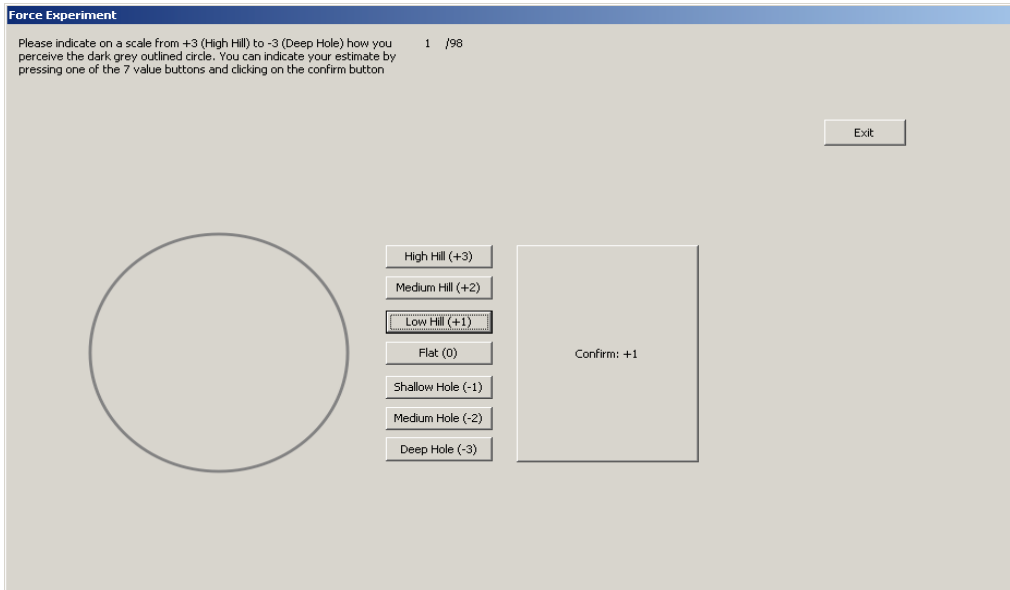 Force Experiment
Please indicate on a scale from +3 (High Hill) to -3 (Deep Hole) how you
perceive the dark grey outlined circle. You can indicate your estimate by
pressing one of the 7 value buttons and clicking on the confirm button
1 /98
Exit
High Hill (+3)
Medium Hill (+2)
Low Hill (+1)
Flat (0)
Shallow Hole (-1)
Medium Hole (-2)
Deep Hole (-3)
Confirm: +1